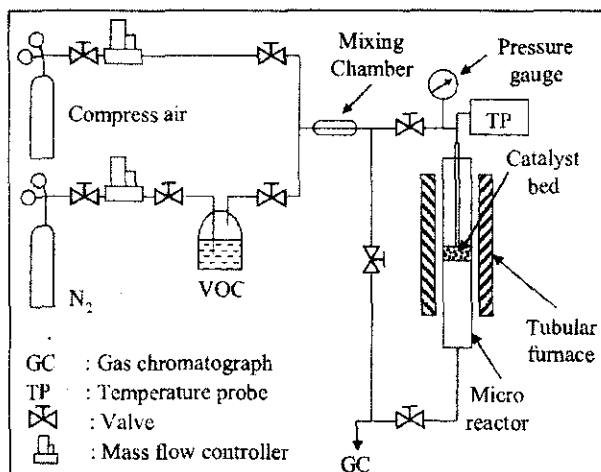 Mixing
Chamber
Pressure
gauge
Compress air
TP
Catalyst
bed
VOC
N₂
Tubular
furnace
GC : Gas chromatograph
TP : Temperature probe
: Valve
: Mass flow controller
Micro
reactor
GC